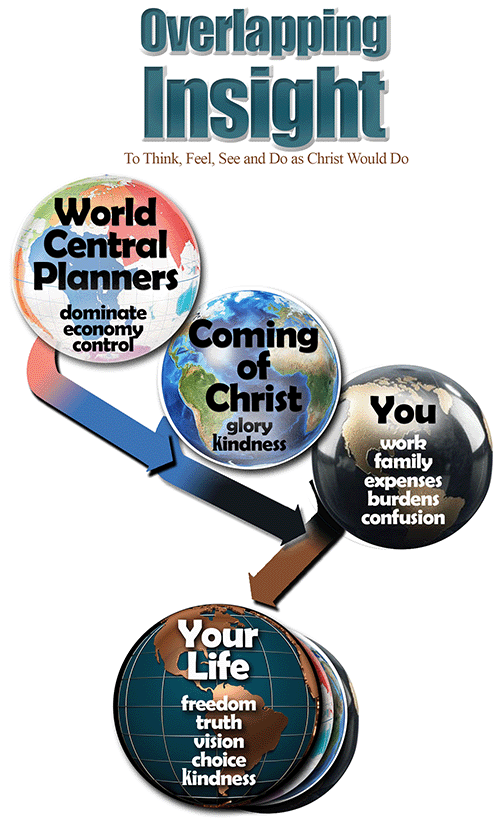 Overlapping
Insight
To Think, Feel, See and Do as Christ Would Do
World
Central
Planners
dominate
economy
control
Coming
of
Christ
glory
kindness
You
work
family
expenses
burdens
confusion
Your
Life
freedom
truth
vision
choice
kindness